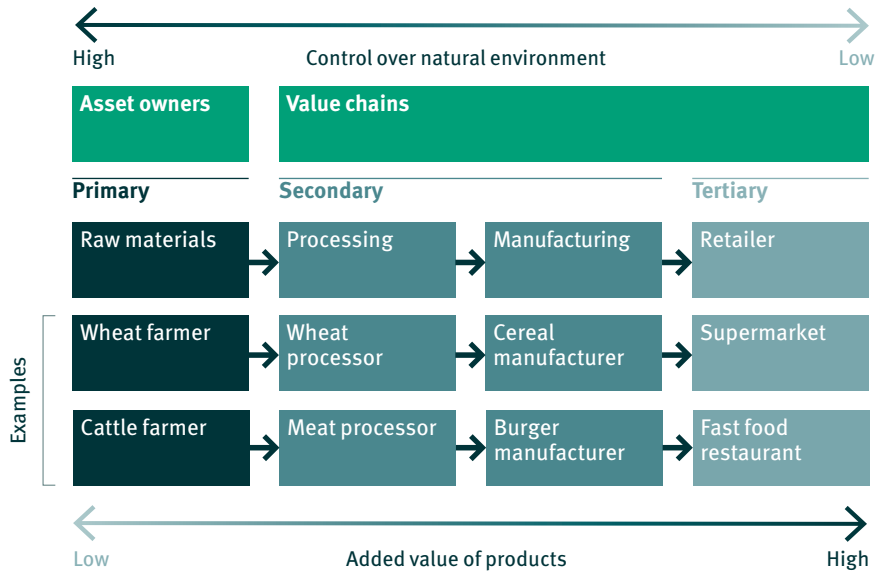 High Control over natural environment Low
Asset owners Value chains
Primary Secondary Tertiary
Raw materials Processing Manufacturing Retailer
Examples
Wheat farmer
Wheat
processor
Cereal
manufacturer
Supermarket
Cattle farmer
Meat processor
Burger
manufacturer
Fast food
restaurant
Low Added value of products High